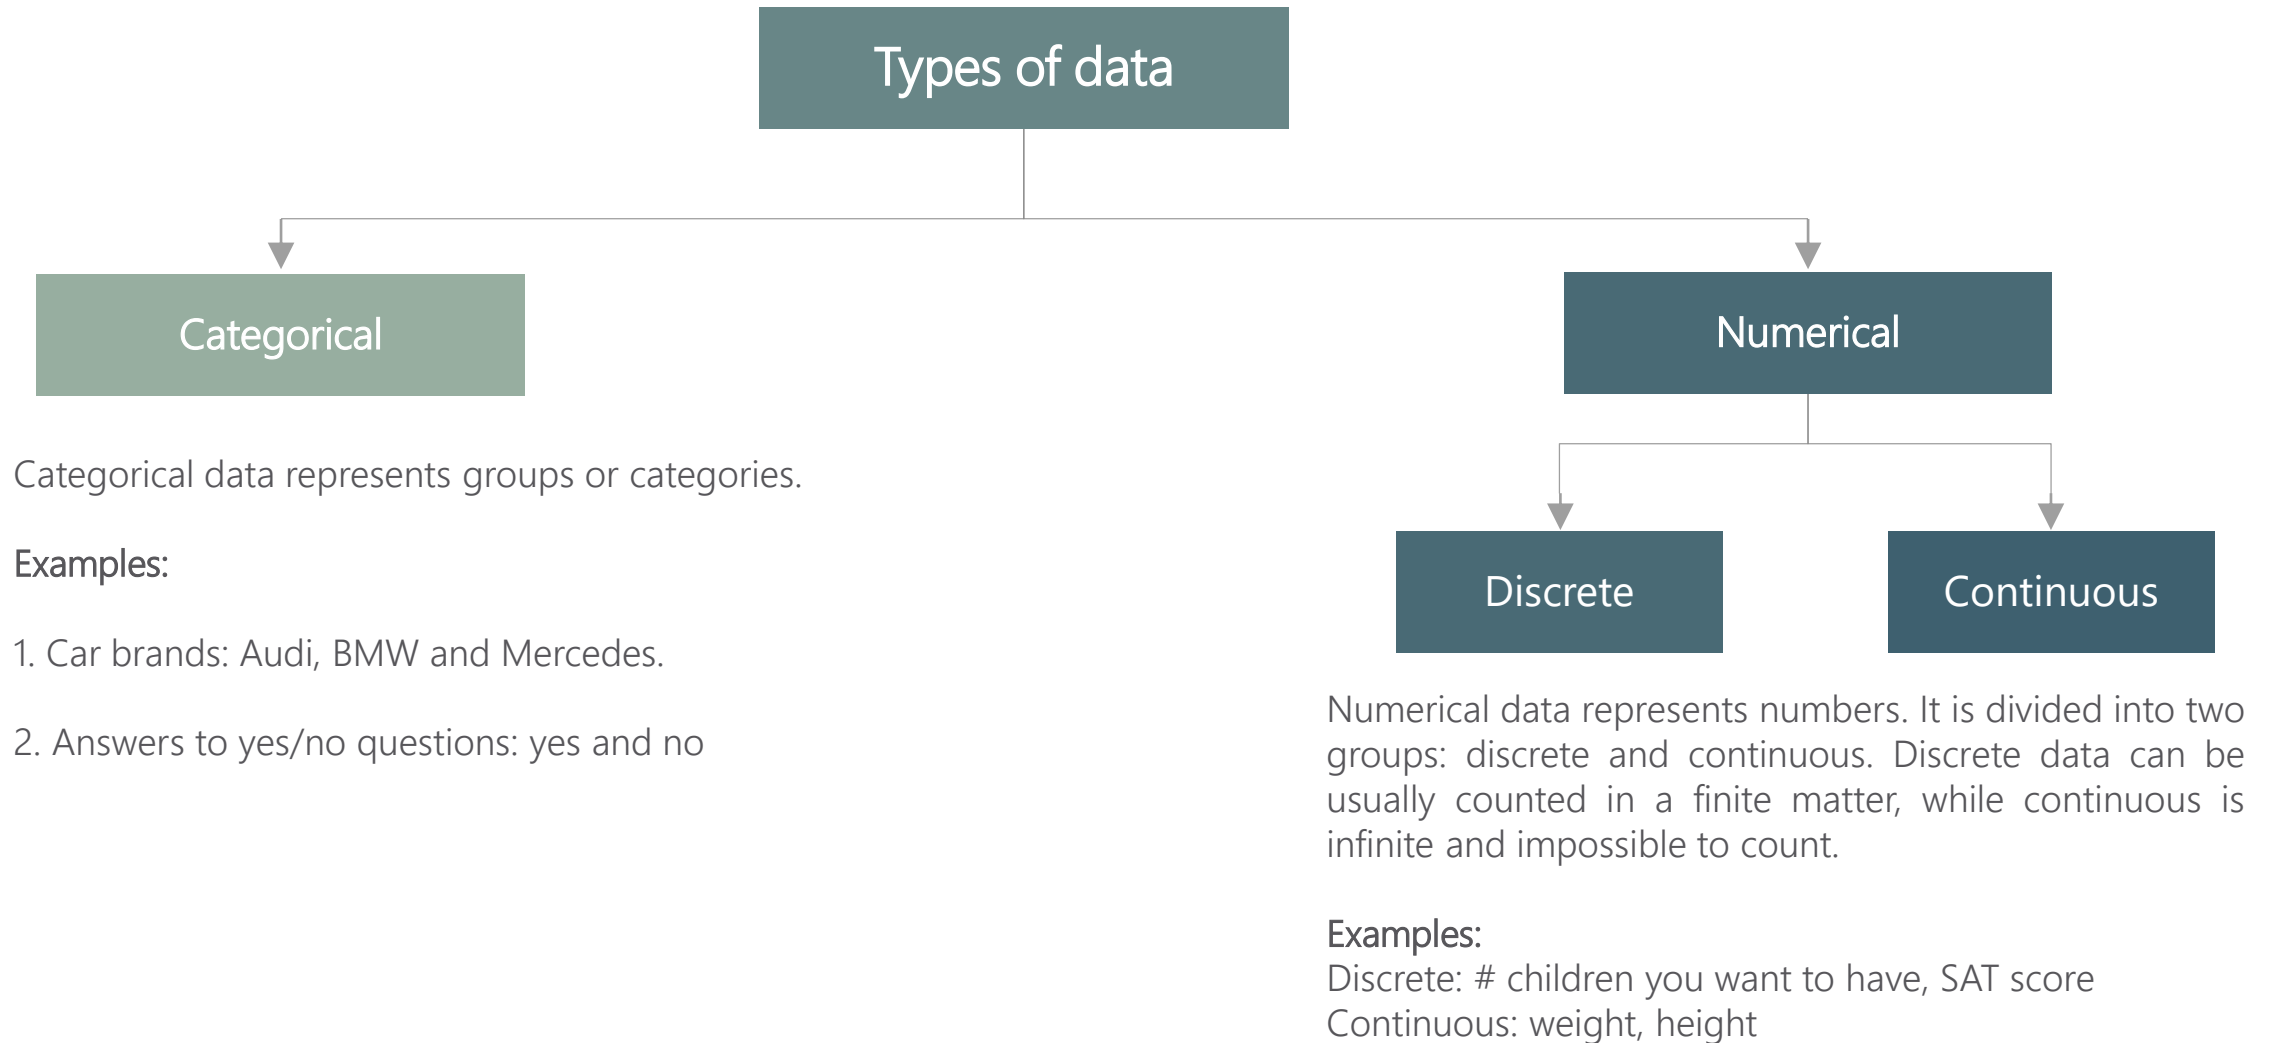 Types of data
Categorical
Numerical
Categorical data represents groups or categories.
Examples:
1. Car brands: Audi, BMW and Mercedes.
2. Answers to yes/no questions: yes and no
Discrete
Continuous
Numerical data represents numbers. It is divided into two
groups: discrete and continuous. Discrete data can be
usually counted in a finite matter, while continuous is
infinite and impossible to count.
Examples:
Discrete: # children you want to have, SAT score
Continuous: weight, height